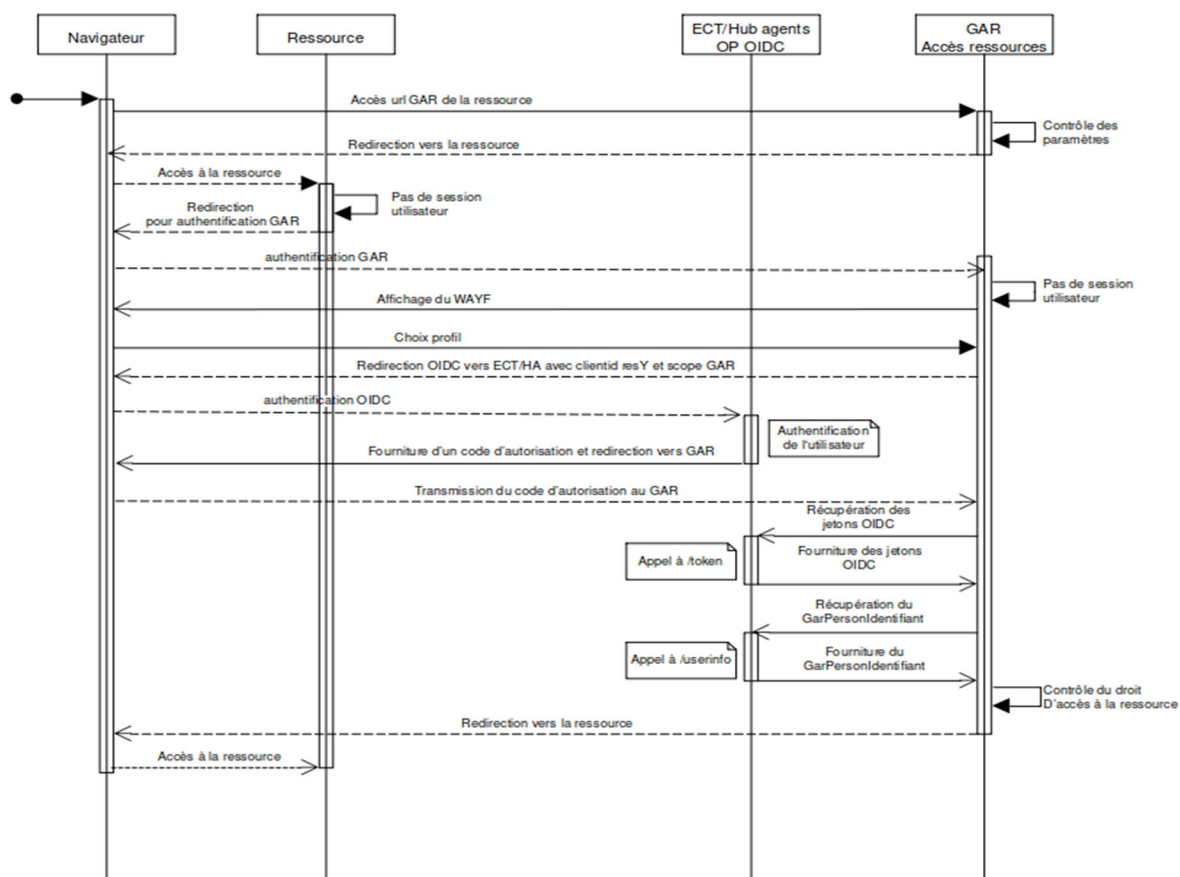 Navigateur
Ressource
ECT/Hub agents
OP OIDC
GAR
Accès ressources
Accès url GAR de la ressource
Contrôle des
paramètres
Redirection vers la ressource
Accès à la ressource
Pas de session
utilisateur
Redirection
pour authentification GAR
authentification GAR
Pas de session
utilisateur
Affichage du WAYF
Choix profil
Redirection OIDC vers ECT/HA avec clientid resY et scope GAR
authentification OIDC
Authentification
de l'utilisateur
Fourniture d'un code d'autorisation et redirection vers GAR
Transmission du code d'autorisation au GAR
Récupération des
jetons OIDC
Appel à /token
Fourniture des jetons
OIDC
Récupération du
GarPersonIdentifiant
Appel à /userinfo
Fourniture du
GarPersonIdentifiant
Contrôle du droit
D'accès à la ressource
Redirection vers la ressource
Accès à la ressource